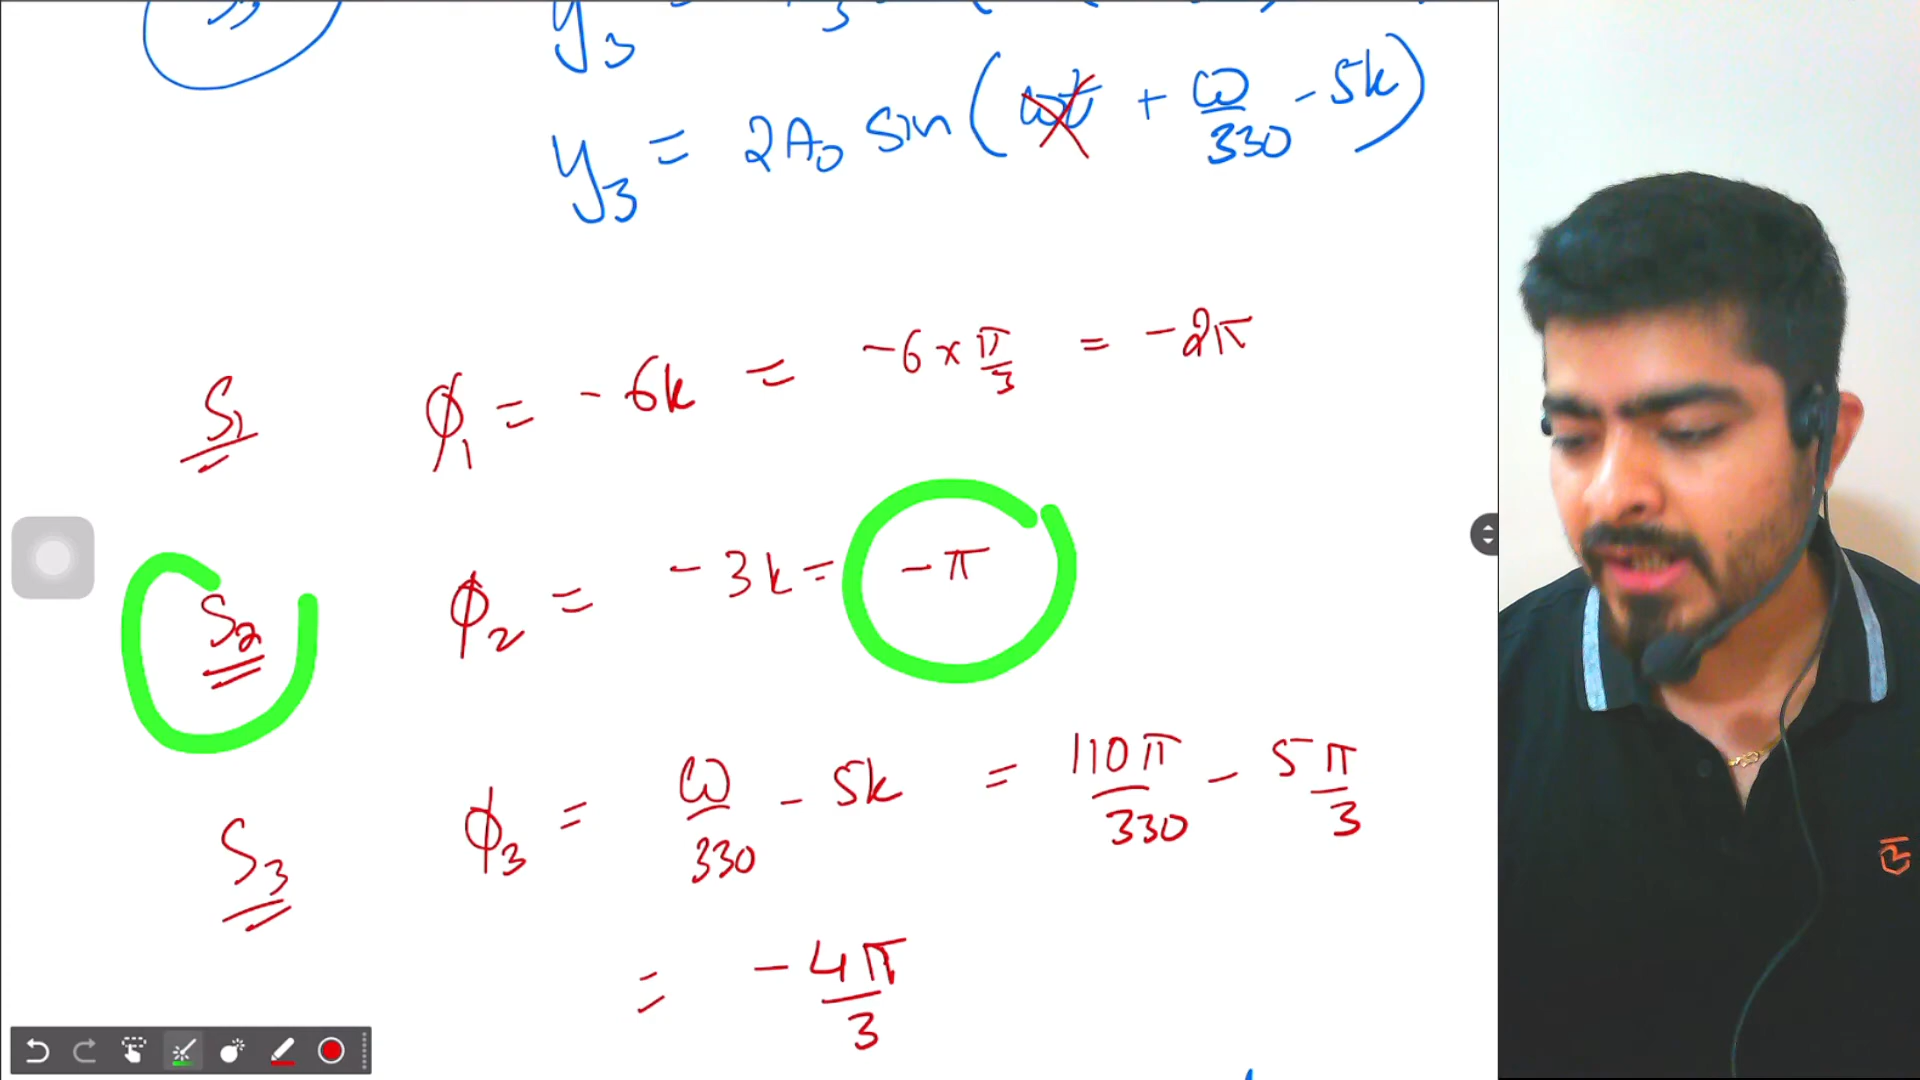 y₃ =
y₃ = 2A₀ sin(ωt + ω/330 - 5k)
S₁ ϕ₁ = - 6k = -6 × π/3 = -2π
S₂ ϕ₂ = - 3k = - π
S₃ ϕ₃ = ω/330 - 5k = 110π/330 - 5π/3
= - 4π/3